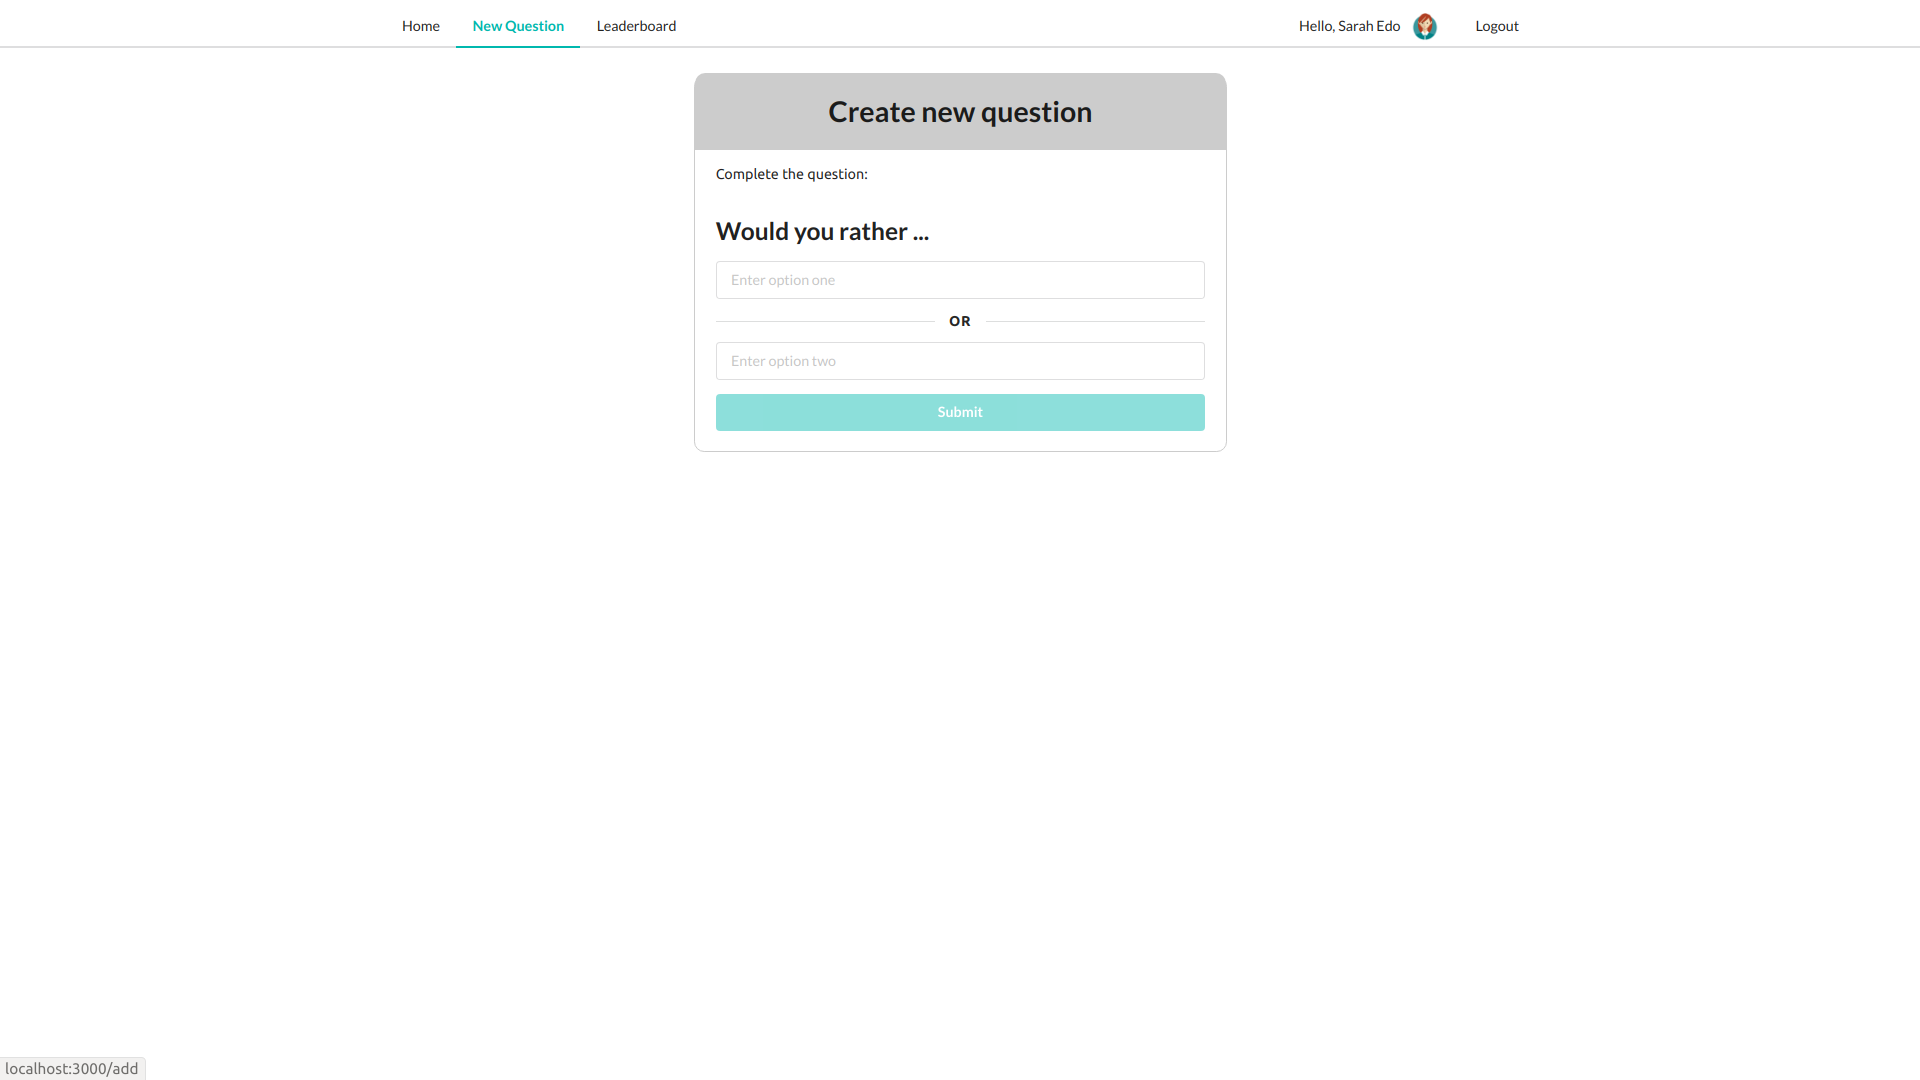 Home New Question Leaderboard Hello, Sarah Edo Logout
Create new question
Complete the question:
Would you rather ...
Enter option one
OR
Enter option two
Submit
localhost:3000/add